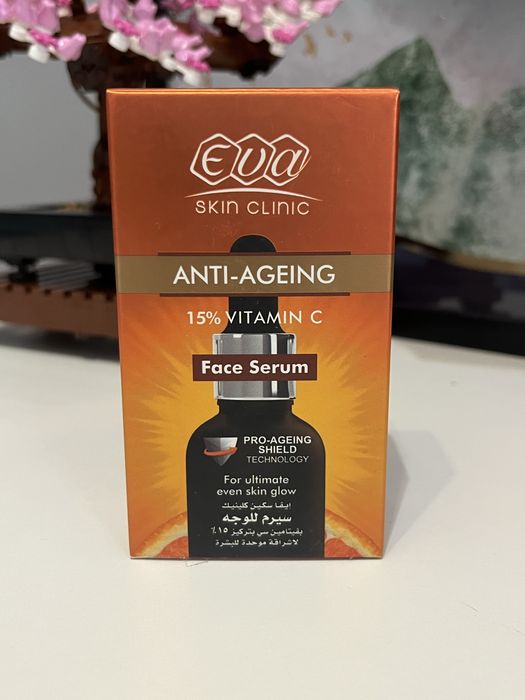 Eva
SKIN CLINIC
ANTI-AGEING
15% VITAMIN C
Face Serum
PRO-AGEING
SHIELD
TECHNOLOGY
For ultimate
even skin glow
إيفا سكين كلينيك
سيرم للوجه
بفيتامين سي بتركيز ١٥٪
لاشراقة موحدة للبشرة